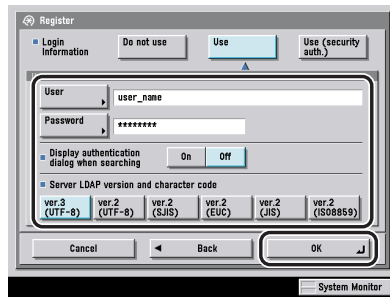 Register
Login
Information
Do not use
Use
Use (security
auth.)
User
user_name
Password
********
Display authentication
dialog when searching
On
Off
Server LDAP version and character
code
ver.3
(UTF-8)
ver.2
(UTF-8)
ver.2
(SJIS)
ver.2
(EUC)
ver.2
(JIS)
ver.2
(ISO8859)
Cancel
Back
OK
System Monitor